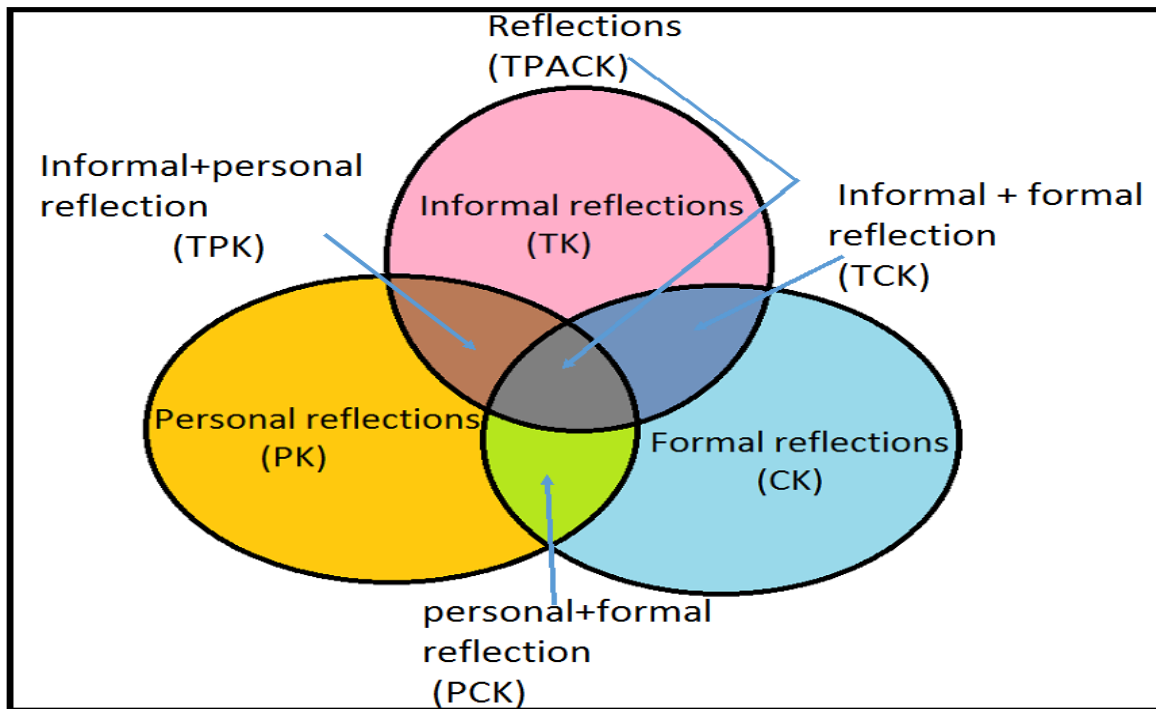 Reflections
(TPACK)
Informal+personal
reflection
(TPK)
Informal reflections
(TK)
Informal + formal
reflection
(TCK)
Personal reflections
(PK)
Formal reflections
(CK)
personal+formal
reflection
(PCK)